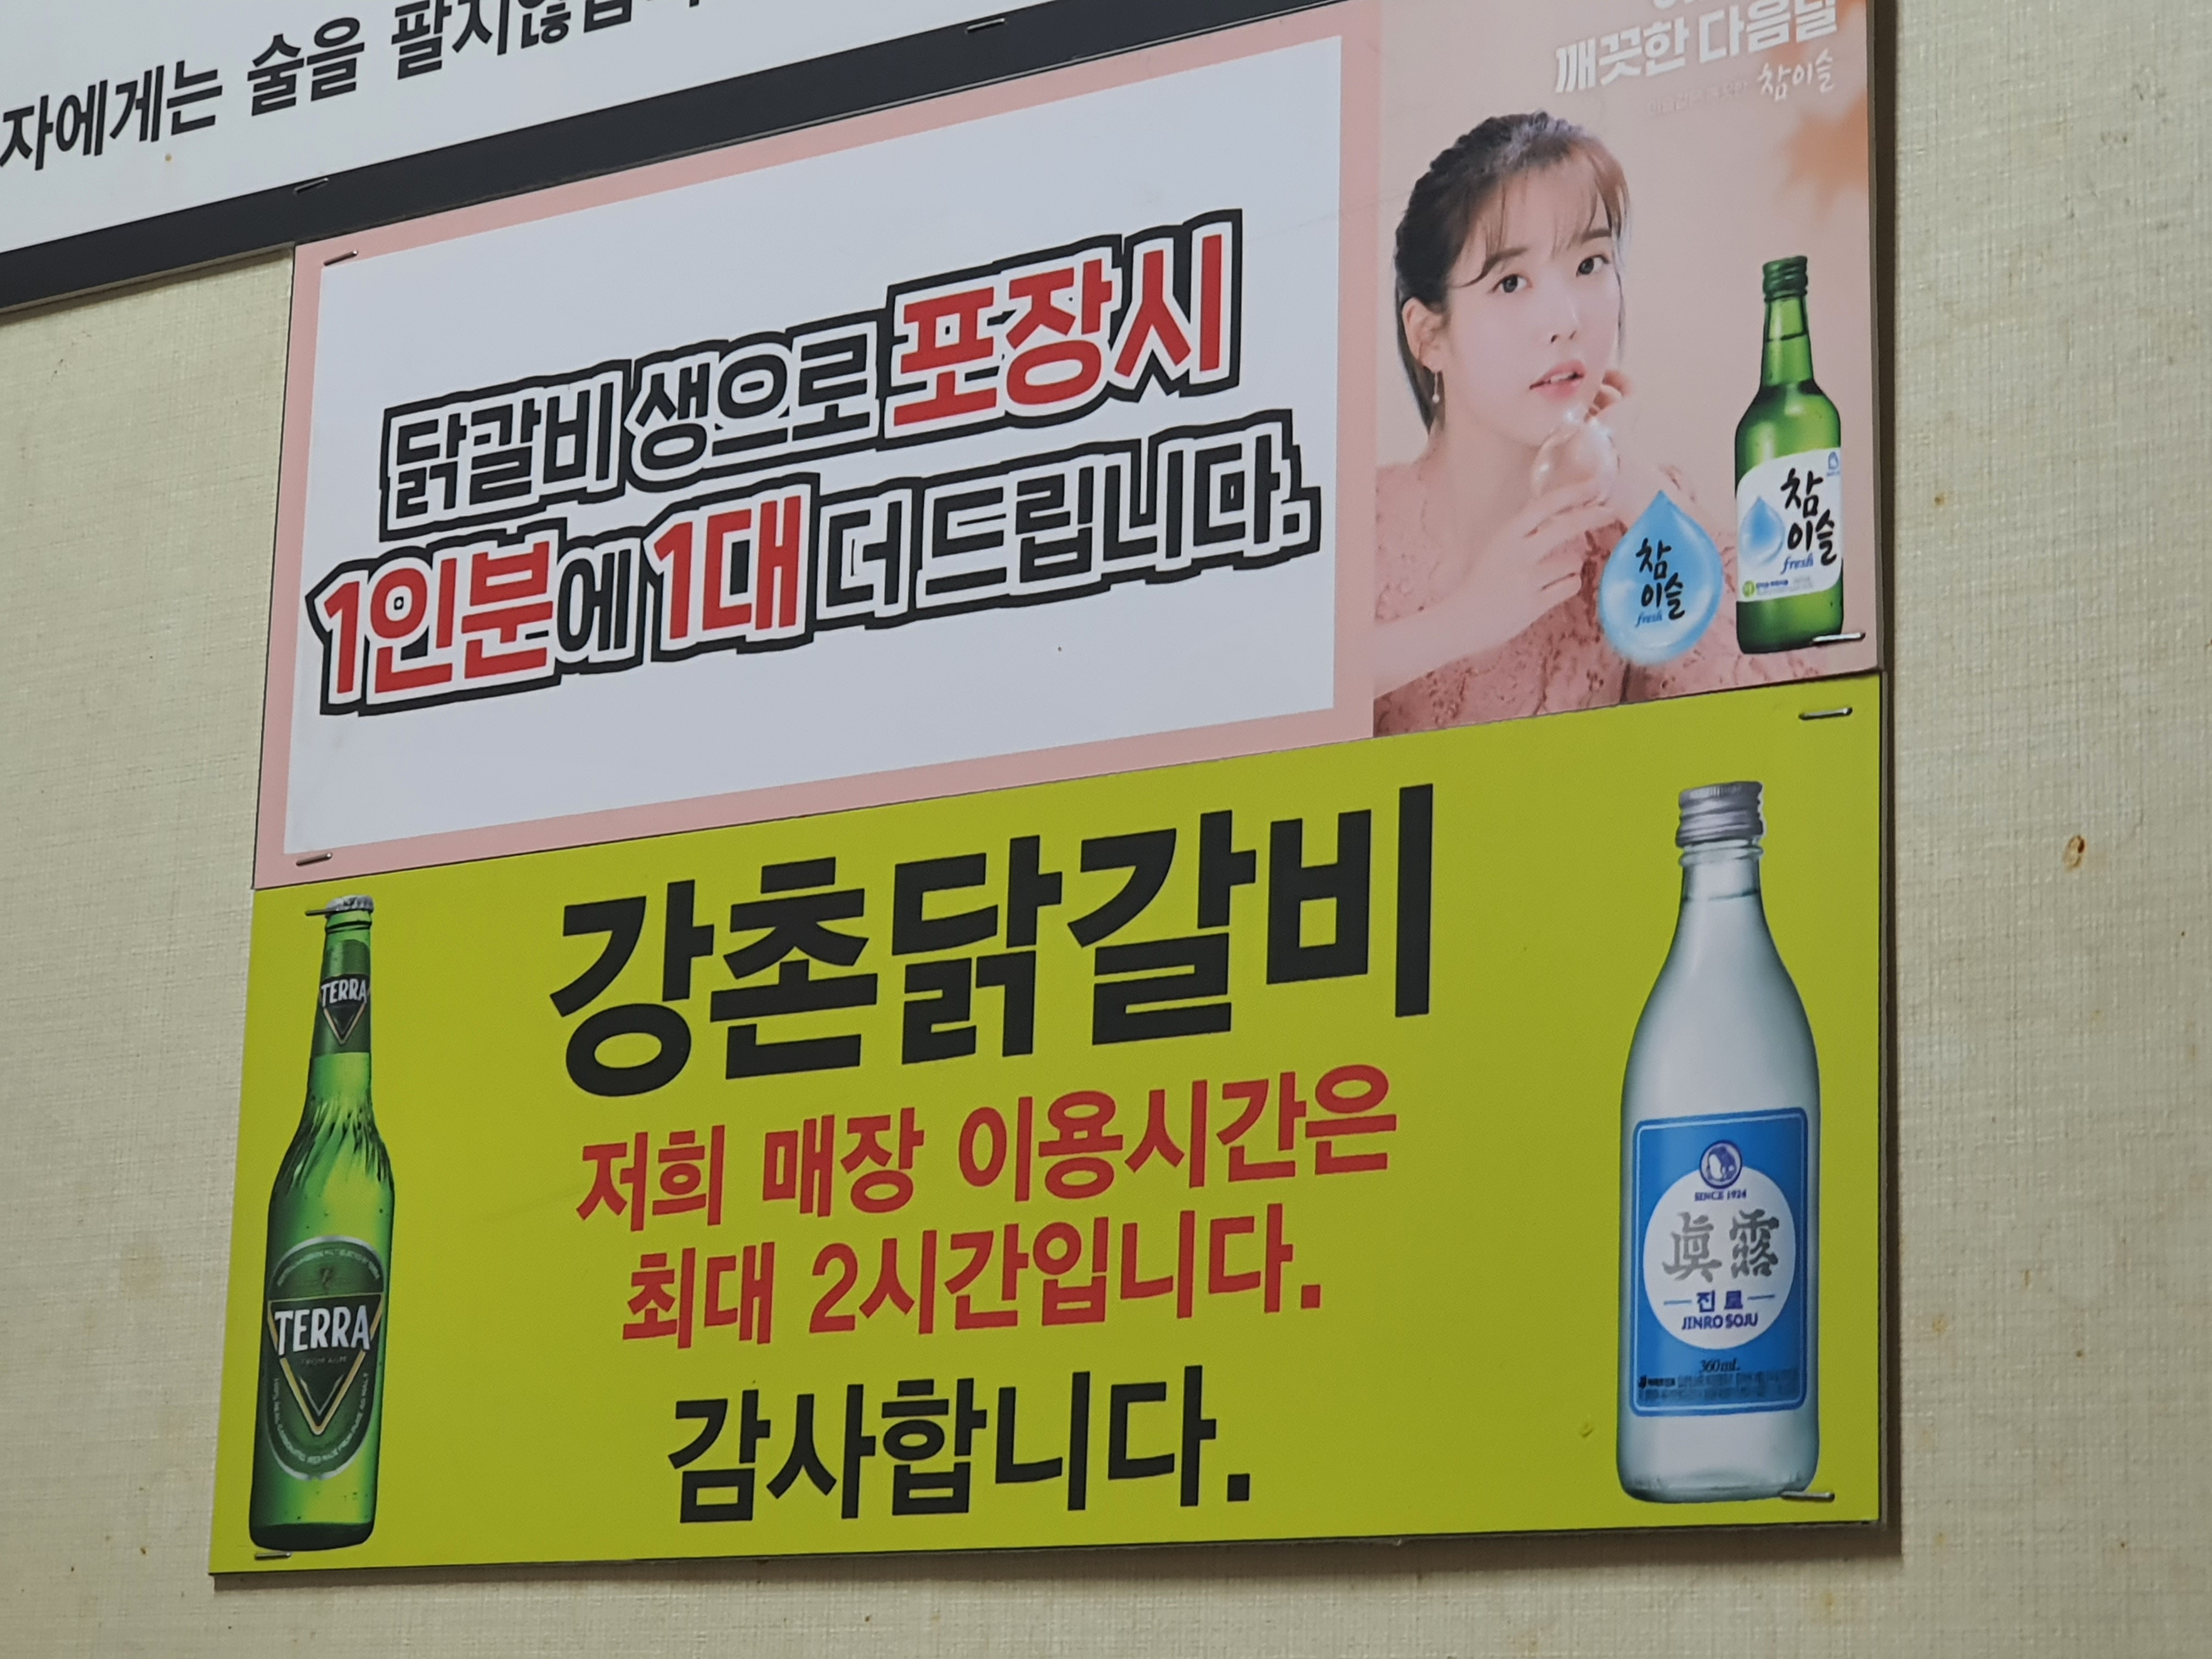 자에게는 술을 팔지않습니
닭갈비 생으로 포장시
1인분에 1대 더 드립니다.
깨끗한 다음날
참이슬
참
이슬
fresh
참
이슬
fresh
강촌닭갈비
저희 매장 이용시간은
최대 2시간입니다.
감사합니다.
TERRA
TERRA
SINCE 1924
眞露
진로
JINRO SOJU
360mL